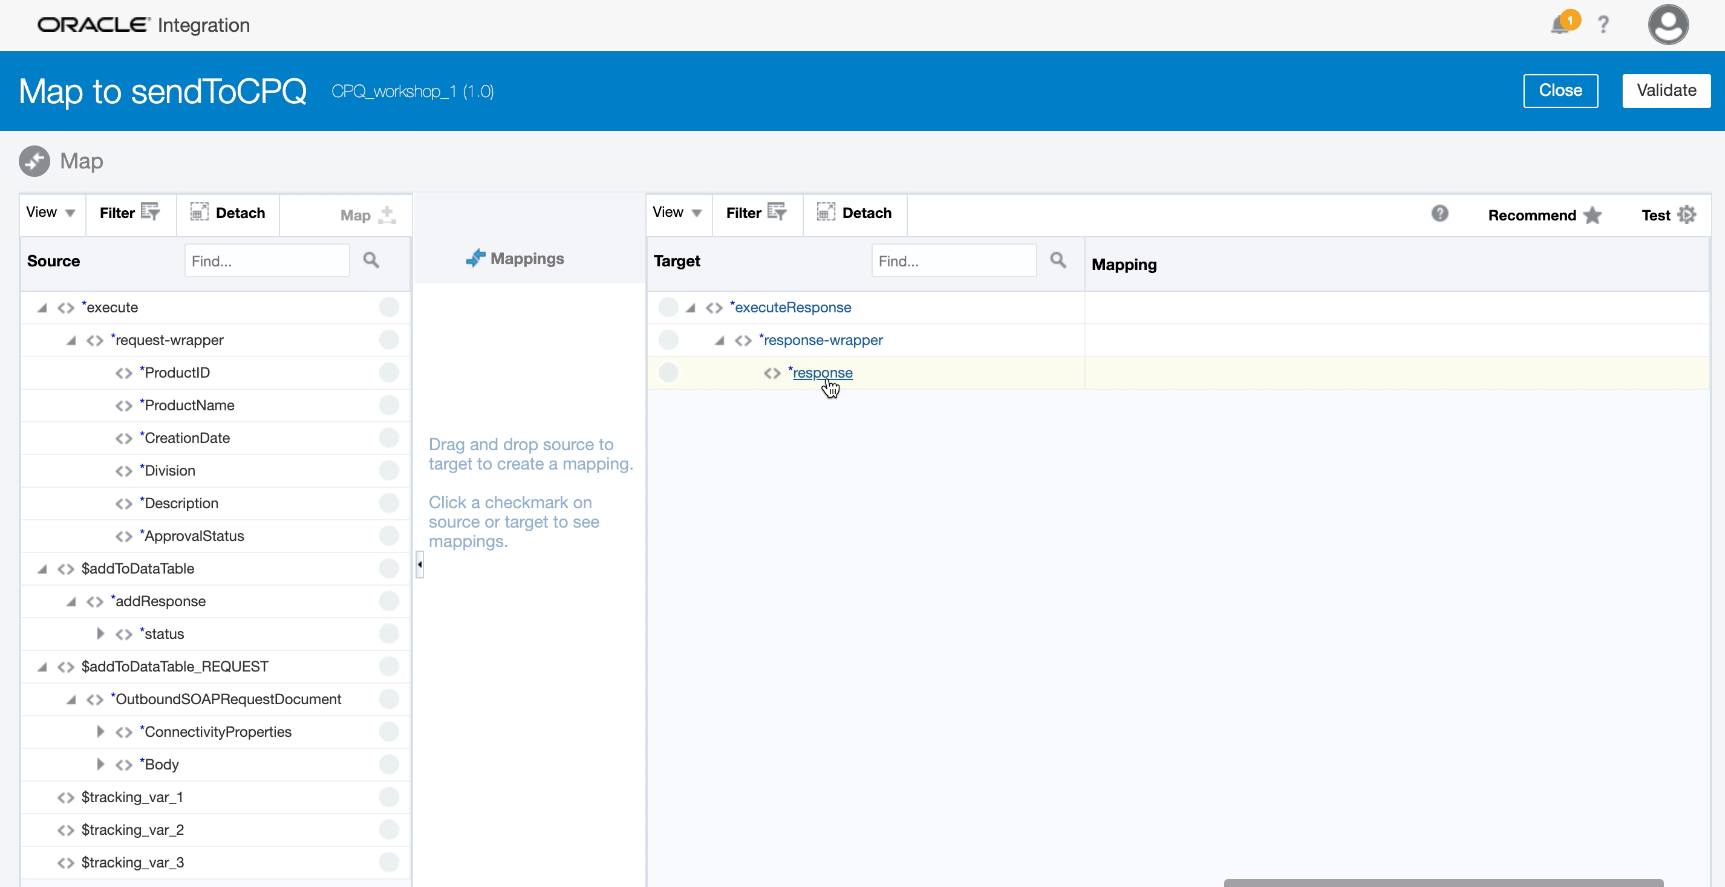 ORACLE Integration
1
?
Map to sendToCPQ CPQ_workshop_1 (1.0)
Close
Validate
Map
View
Filter
Detach
Map
Source
Find...
*execute
*request-wrapper
*ProductID
*ProductName
*CreationDate
*Division
*Description
*ApprovalStatus
$addToDataTable
*addResponse
*status
$addToDataTable_REQUEST
*OutboundSOAPRequestDocument
*ConnectivityProperties
*Body
$tracking_var_1
$tracking_var_2
$tracking_var_3
Mappings
Drag and drop source to
target to create a mapping.
Click a checkmark on
source or target to see
mappings.
View
Filter
Detach
?
Recommend
Test
Target
Find...
Mapping
*executeResponse
*response-wrapper
*response